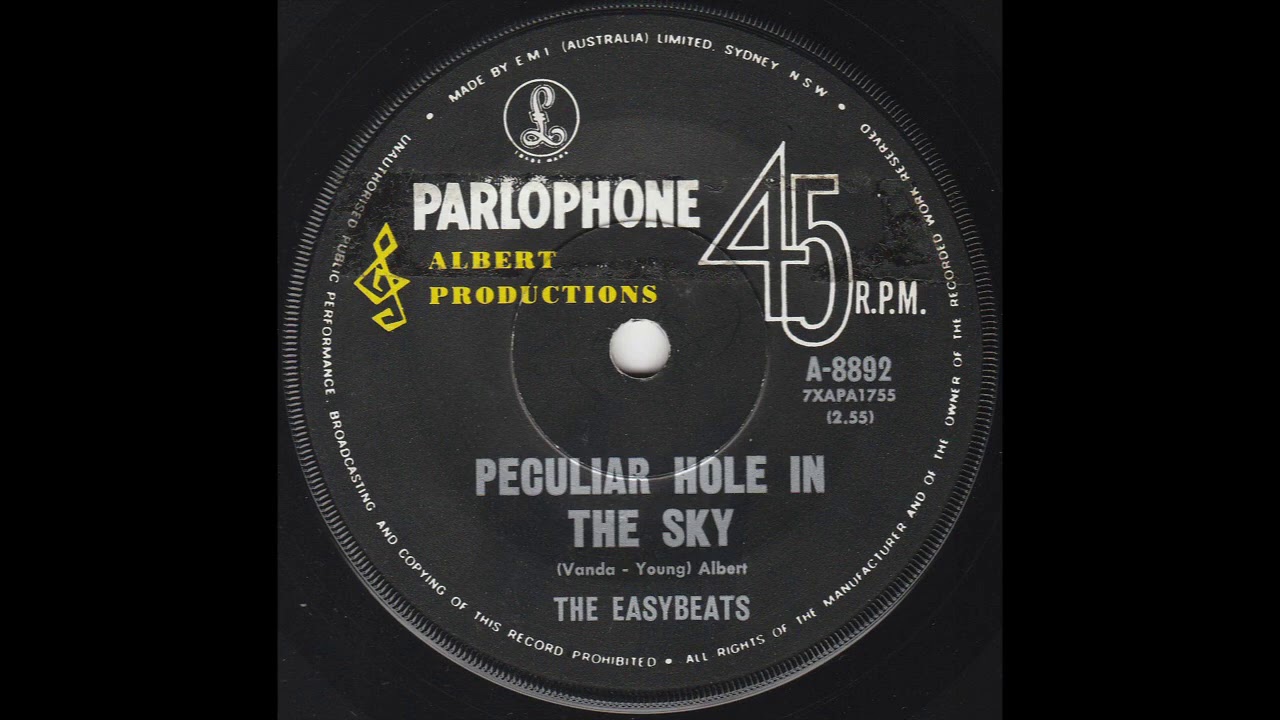 MADE BY E M I (AUSTRALIA) LIMITED. SYDNEY N S W • UNAUTHORISED PUBLIC PERFORMANCE, BROADCASTING AND COPYING OF THIS RECORD PROHIBITED • ALL RIGHTS OF THE MANUFACTURER AND OF THE OWNER OF THE RECORDED WORK RESERVED •
£
TRADE MARK
PARLOPHONE
45
R.P.M.
ALBERT
PRODUCTIONS
A-8892
7XAPA1755
(2.55)
PECULIAR HOLE IN
THE SKY
(Vanda - Young) Albert
THE EASYBEATS